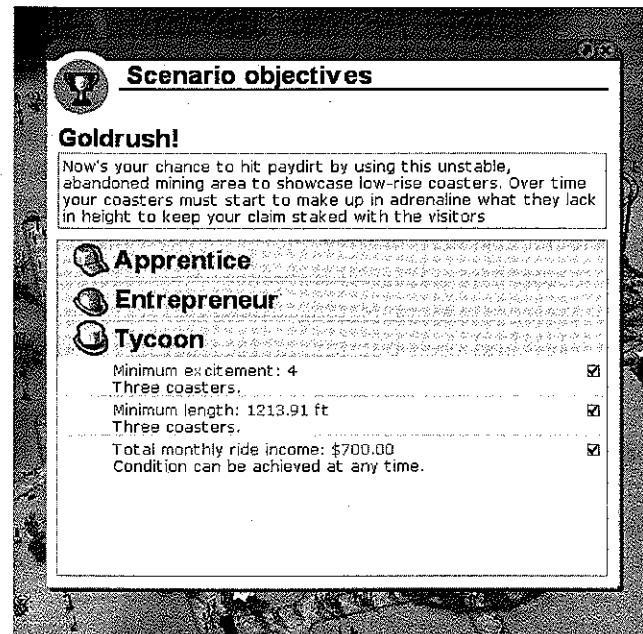 Scenario objectives
Goldrush!
Now's your chance to hit paydirt by using this unstable,
abandoned mining area to showcase low-rise coasters. Over time
your coasters must start to make up in adrenaline what they lack
in height to keep your claim staked with the visitors
Apprentice
Entrepreneur
Tycoon
Minimum excitement: 4
Three coasters.
Minimum length: 1213.91 ft
Three coasters.
Total monthly ride income: $700.00
Condition can be achieved at any time.